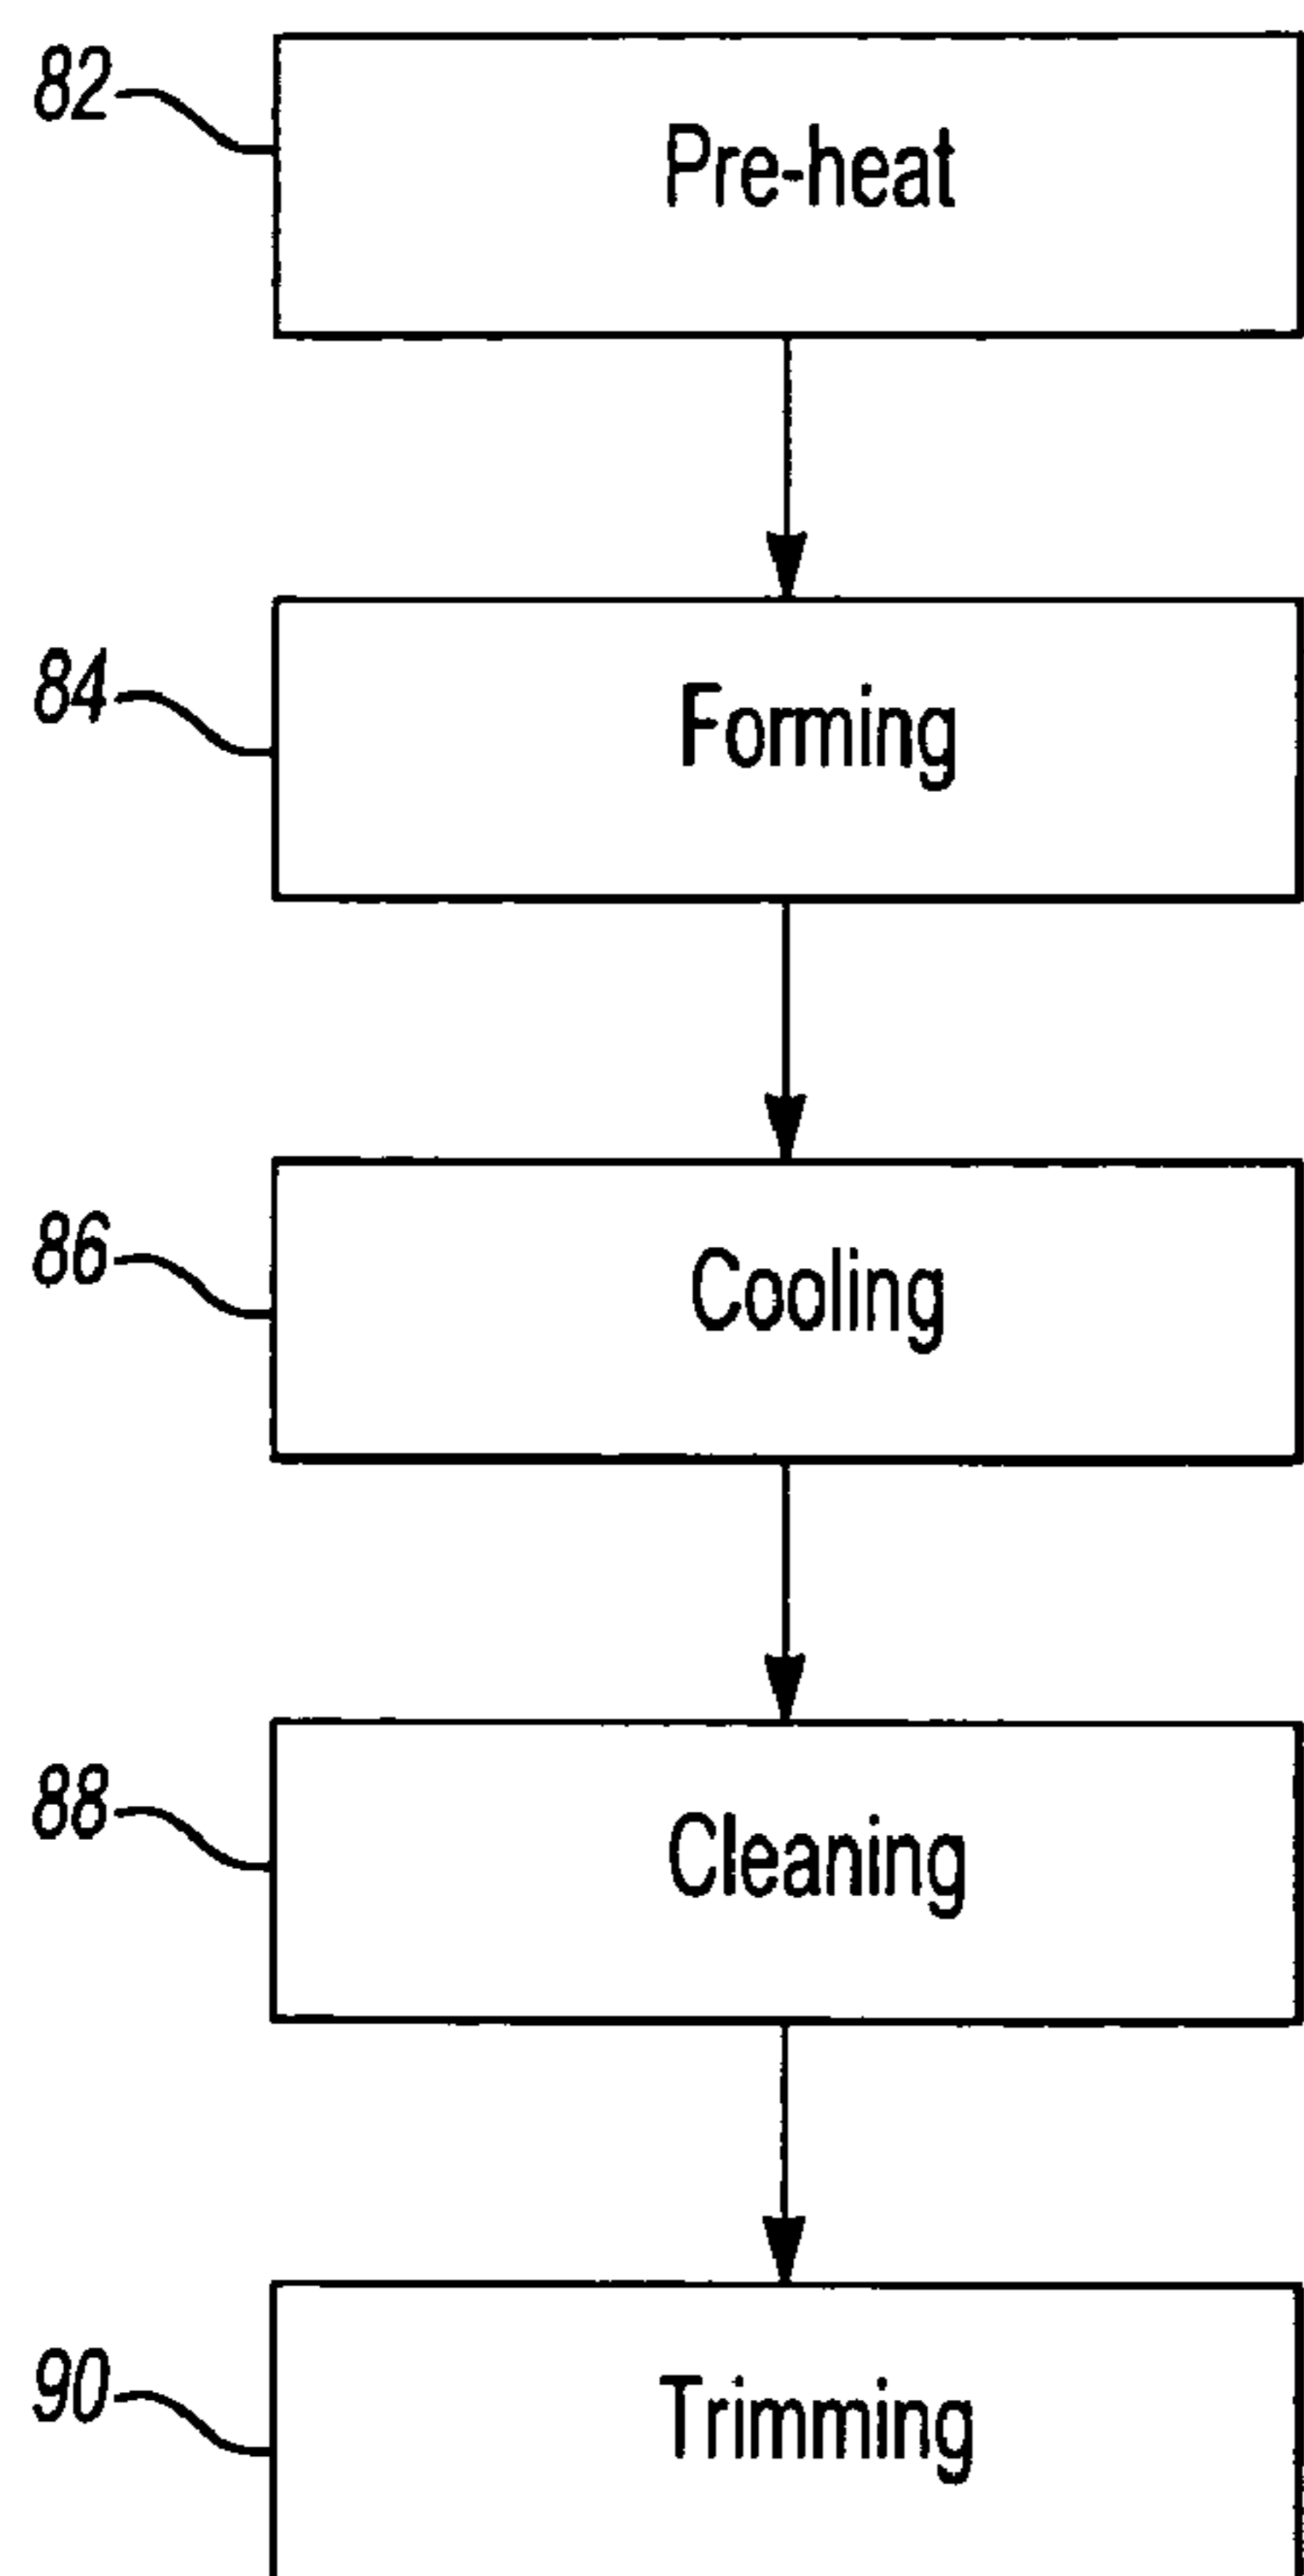 82
Pre-heat
84
Forming
86
Cooling
88
Cleaning
90
Trimming